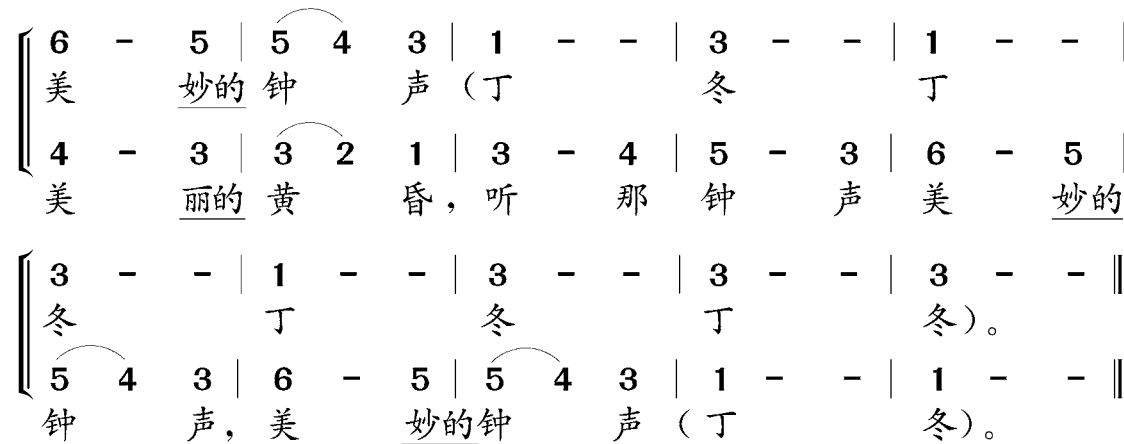 6 - 5 | 5 4 3 | 1 - - | 3 - - | 1 - - |
美 妙的 钟 声（丁 冬 丁
4 - 3 | 3 2 1 | 3 - 4 | 5 - 3 | 6 - 5 |
美 丽的 黄 昏，听 那 钟 声 美 妙的
3 - - | 1 - - | 3 - - | 3 - - | 3 - - ‖
冬 丁 冬 丁 冬）。
5 4 3 | 6 - 5 | 5 4 3 | 1 - - | 1 - - ‖
钟 声，美 妙的 钟 声（丁 冬）。